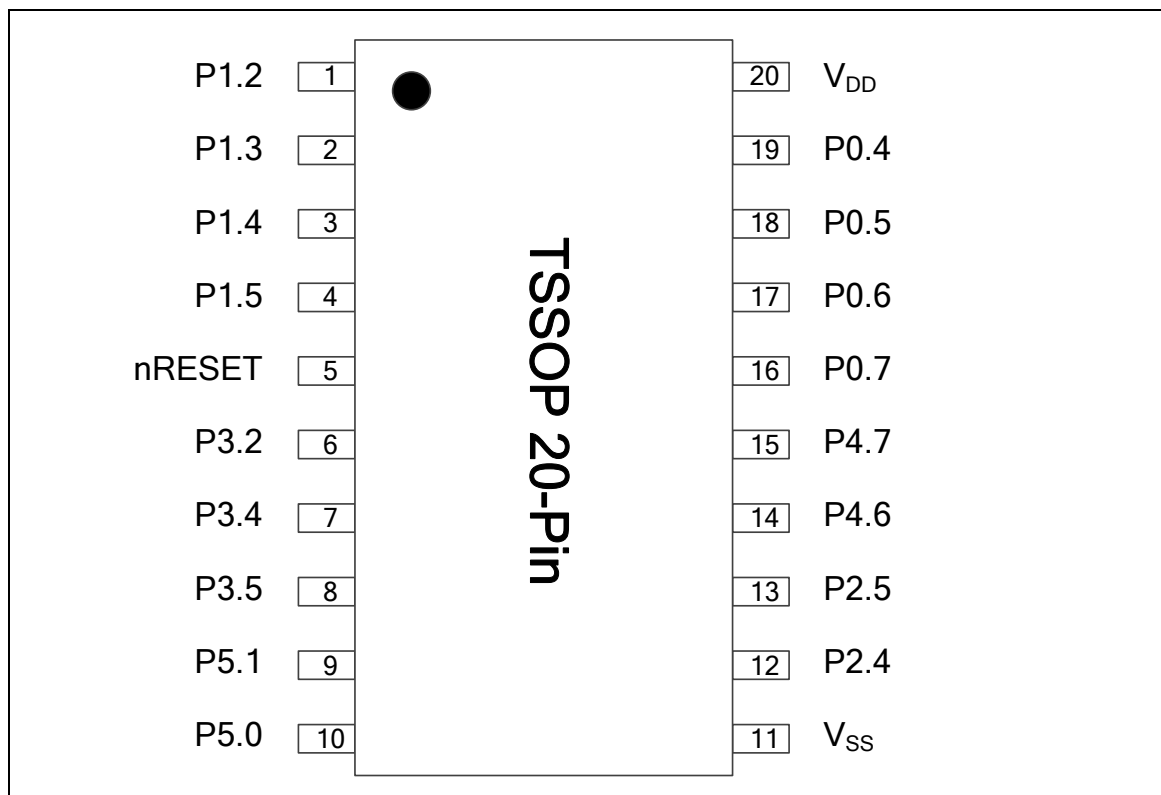 P1.2 1 20 VDD
P1.3 2 19 P0.4
P1.4 3 18 P0.5
P1.5 4 17 P0.6
nRESET 5 16 P0.7
P3.2 6 15 P4.7
P3.4 7 14 P4.6
P3.5 8 13 P2.5
P5.1 9 12 P2.4
P5.0 10 11 VSS
TSSOP 20-Pin